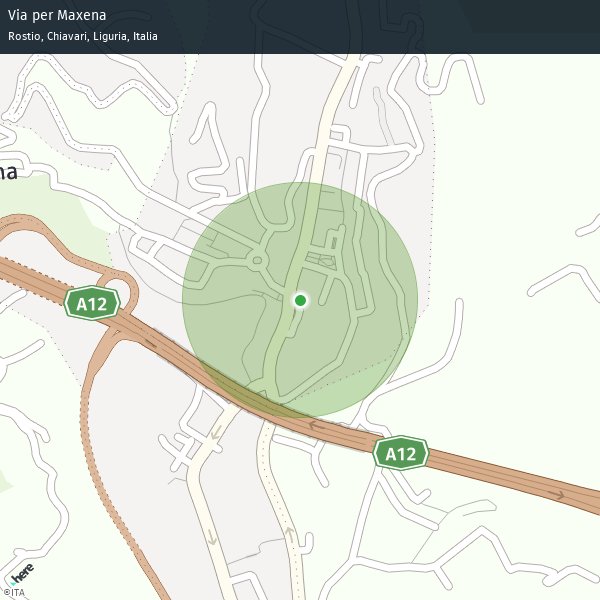 Via per Maxena
Rostio, Chiavari, Liguria, Italia
na
A12
A12
here
©ITA